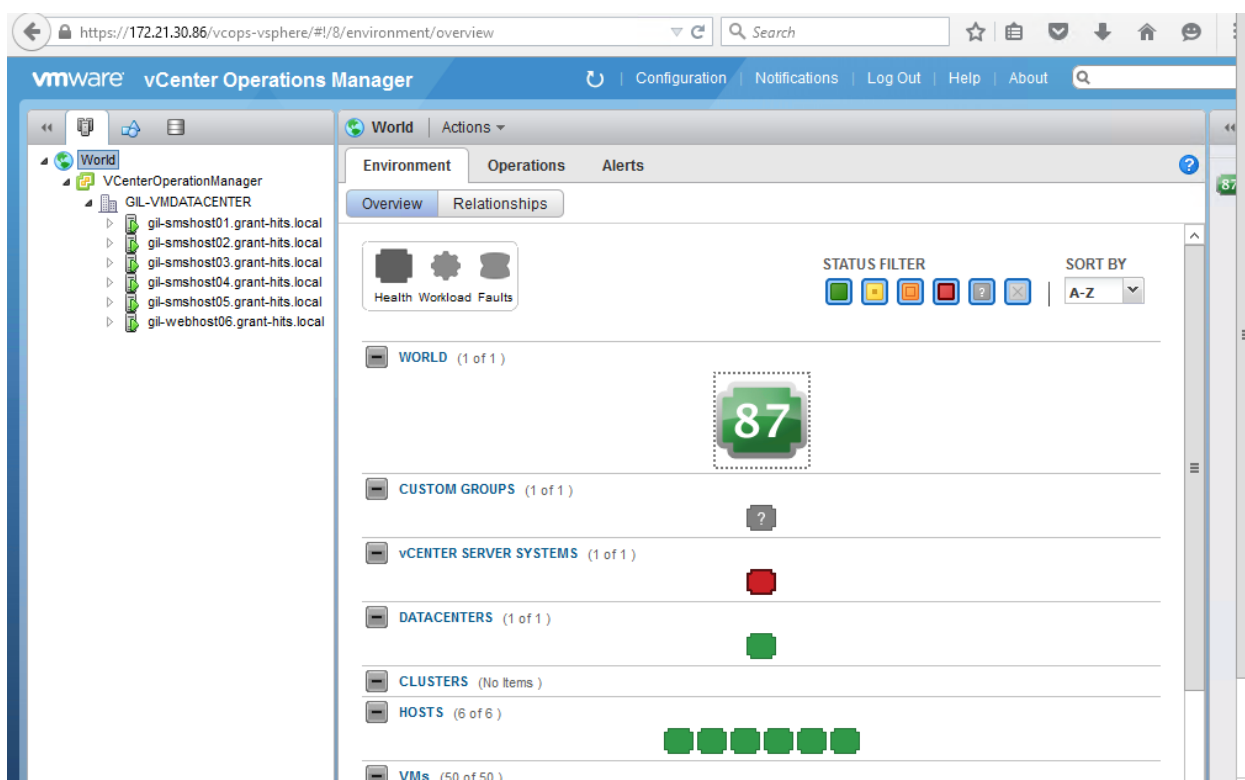 https://172.21.30.86/vcops-vsphere/#!/8/environment/overview
Search
vmware vCenter Operations Manager
Configuration | Notifications | Log Out | Help | About
World | Actions
World
VCenterOperationManager
GIL-VMDATACENTER
gil-smshost01.grant-hits.local
gil-smshost02.grant-hits.local
gil-smshost03.grant-hits.local
gil-smshost04.grant-hits.local
gil-smshost05.grant-hits.local
gil-webhost06.grant-hits.local
Environment Operations Alerts
?
Overview Relationships
87
Health Workload Faults
STATUS FILTER
?
SORT BY
A-Z
WORLD (1 of 1 )
87
CUSTOM GROUPS (1 of 1 )
?
vCENTER SERVER SYSTEMS (1 of 1 )
DATACENTERS (1 of 1 )
CLUSTERS (No Items )
HOSTS (6 of 6 )
VMs (50 of 50 )